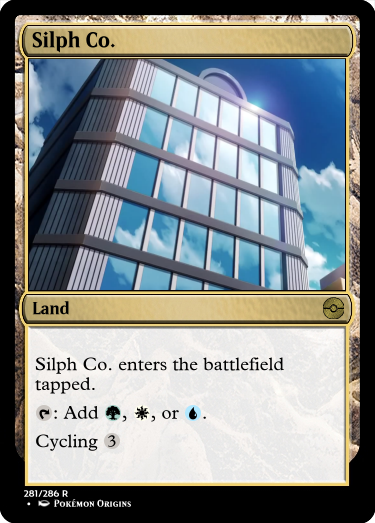 Silph Co.
Land
Silph Co. enters the battlefield
tapped.
: Add , , or .
Cycling 3
281/286 R
• Pokémon Origins